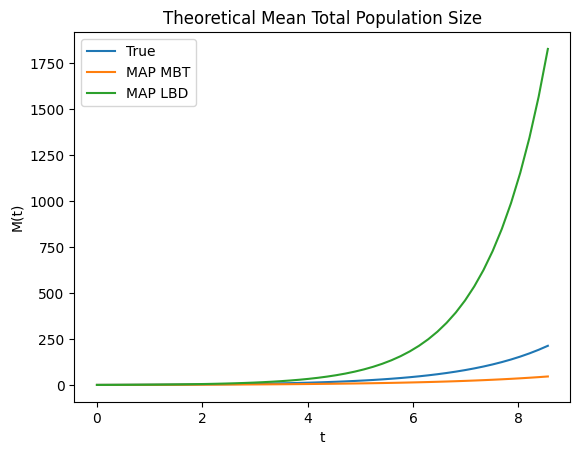 Theoretical Mean Total Population Size
True
MAP MBT
MAP LBD
M(t)
1750
1500
1250
1000
750
500
250
0
0 2 4 6 8
t